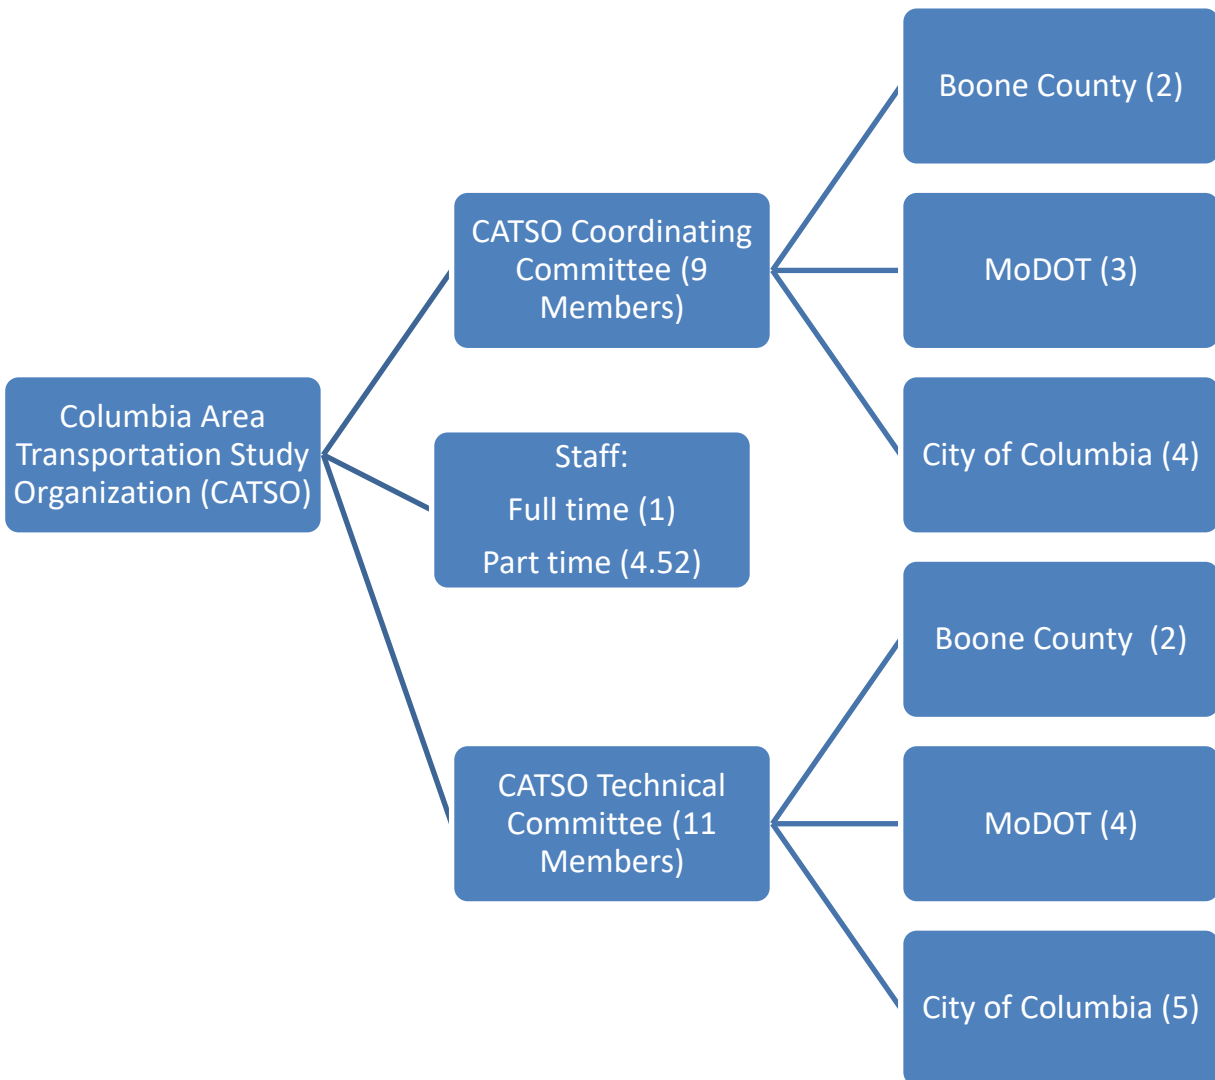 Columbia Area
Transportation Study
Organization (CATSO)
CATSO Coordinating
Committee (9
Members)
Boone County (2)
MoDOT (3)
City of Columbia (4)
Staff:
Full time (1)
Part time (4.52)
CATSO Technical
Committee (11
Members)
Boone County  (2)
MoDOT (4)
City of Columbia (5)